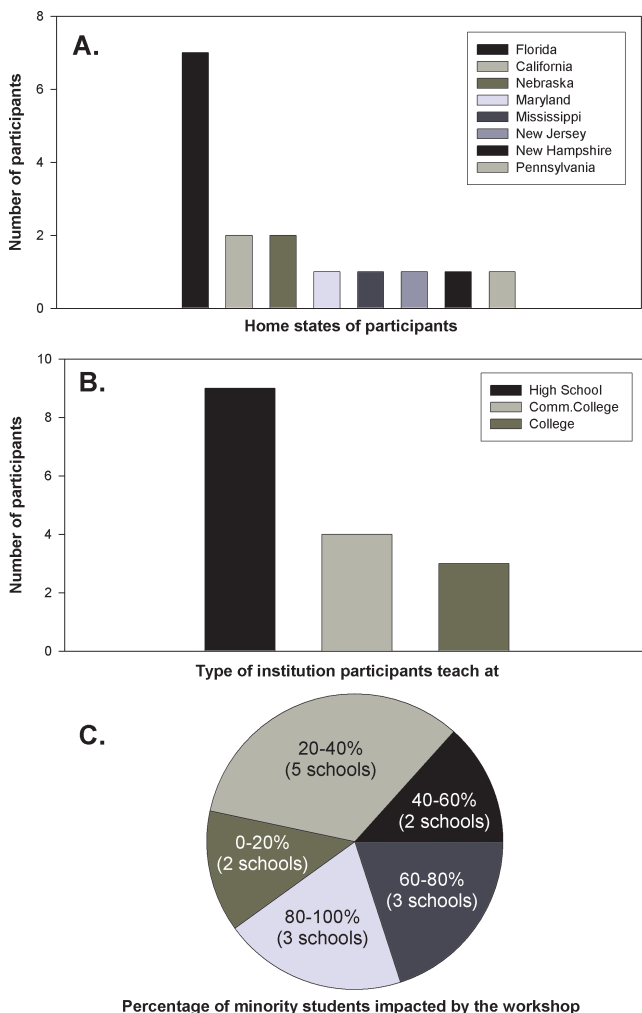 A.
8
6
4
2
0
Number of participants
Florida
California
Nebraska
Maryland
Mississippi
New Jersey
New Hampshire
Pennsylvania
Home states of participants
B.
10
8
6
4
2
0
Number of participants
High School
Comm.College
College
Type of institution participants teach at
C.
20-40%
(5 schools)
40-60%
(2 schools)
0-20%
(2 schools)
60-80%
(3 schools)
80-100%
(3 schools)
Percentage of minority students impacted by the workshop